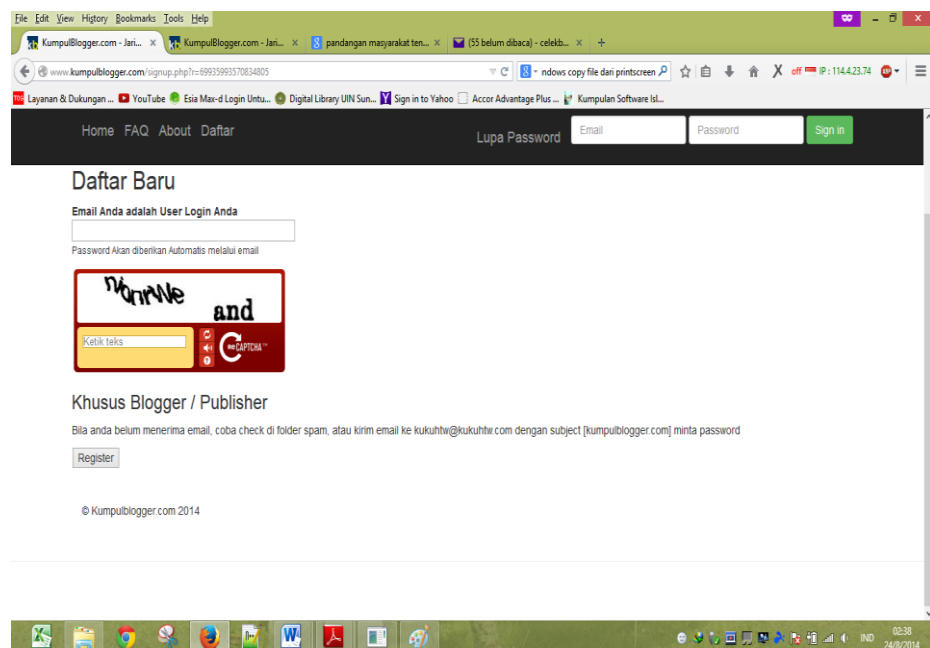 File Edit View History Bookmarks Tools Help
KumpulBlogger.com - Jari... × KumpulBlogger.com - Jari... × pandangan masyarakat ten... × (55 belum dibaca) - celekb... × +
www.kumpulblogger.com/signup.php?r=69935993570834805 ndows copy file dari printscreen off IP : 114.4.23.74
Layanan & Dukungan ... YouTube Esia Max-d Login Untu... Digital Library UIN Sun... Sign in to Yahoo Accor Advantage Plus ... Kumpulan Software Isl...
Home FAQ About Daftar Lupa Password Email Password Sign in
Daftar Baru
Email Anda adalah User Login Anda
Password Akan diberikan Automatis melalui email
and
Ketik teks reCAPTCHA™
Khusus Blogger / Publisher
Bila anda belum menerima email, coba check di folder spam, atau kirim email ke kukuhtw@kukuhtw.com dengan subject [kumpulblogger.com] minta password
Register
© Kumpulblogger.com 2014
IND 02:38
24/8/2014